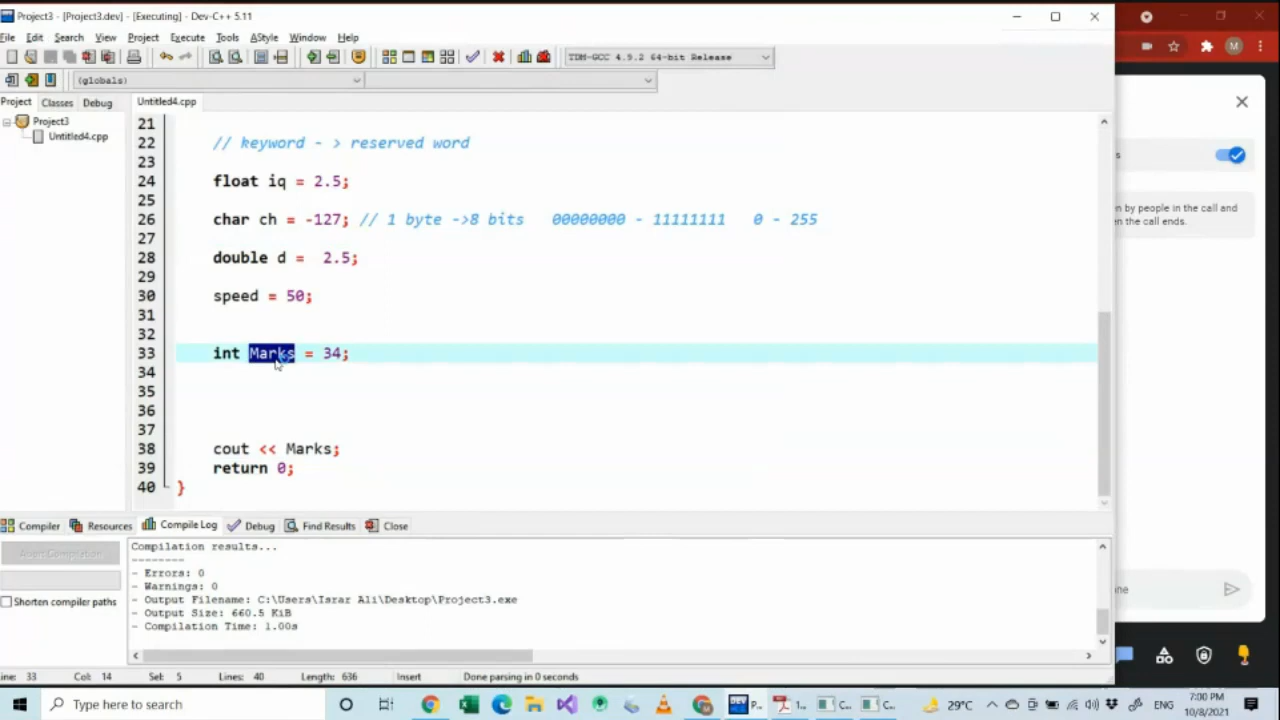 Project3 - [Project3.dev] - [Executing] - Dev-C++ 5.11
File Edit Search View Project Execute Tools AStyle Window Help
TDM-GCC 4.9.2 64-bit Release
(globals)
Project Classes Debug
Untitled4.cpp
Project3
Untitled4.cpp
21
22 // keyword - > reserved word
23
24 float iq = 2.5;
25
26 char ch = -127; // 1 byte ->8 bits 00000000 - 11111111 0 - 255
27
28 double d = 2.5;
29
30 speed = 50;
31
32
33 int Marks = 34;
34
35
36
37
38 cout << Marks;
39 return 0;
40 }
Compiler Resources Compile Log Debug Find Results Close
Abort Compilation
Shorten compiler paths
Compilation results...
--------
- Errors: 0
- Warnings: 0
- Output Filename: C:\Users\Israr Ali\Desktop\Project3.exe
- Output Size: 660.5 KiB
- Compilation Time: 1.00s
ine: 33 Col: 14 Sel: 5 Lines: 40 Length: 636 Insert Done parsing in 0 seconds
M
s
n by people in the call and
n the call ends.
ne
Type here to search
P...
1...
C...
C...
29°C
ENG
7:00 PM
10/8/2021